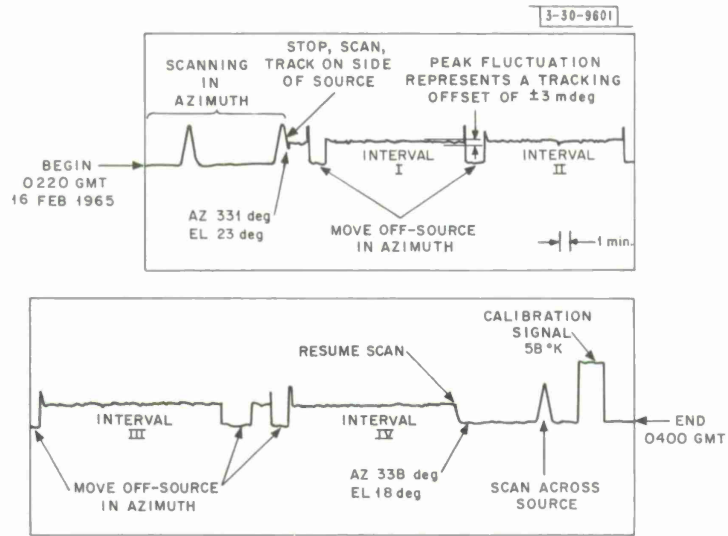 3-30-9601
STOP, SCAN,
TRACK ON SIDE
OF SOURCE
SCANNING
IN
AZIMUTH
PEAK FLUCTUATION
REPRESENTS A TRACKING
OFFSET OF ±3 mdeg
BEGIN
0220 GMT
16 FEB 1965
INTERVAL
I
INTERVAL
II
AZ 331 deg
EL 23 deg
MOVE OFF-SOURCE
IN AZIMUTH
1 min.
CALIBRATION
SIGNAL
58 °K
RESUME SCAN
INTERVAL
III
INTERVAL
IV
END
0400 GMT
MOVE OFF-SOURCE
IN AZIMUTH
AZ 338 deg
EL 18 deg
SCAN ACROSS
SOURCE